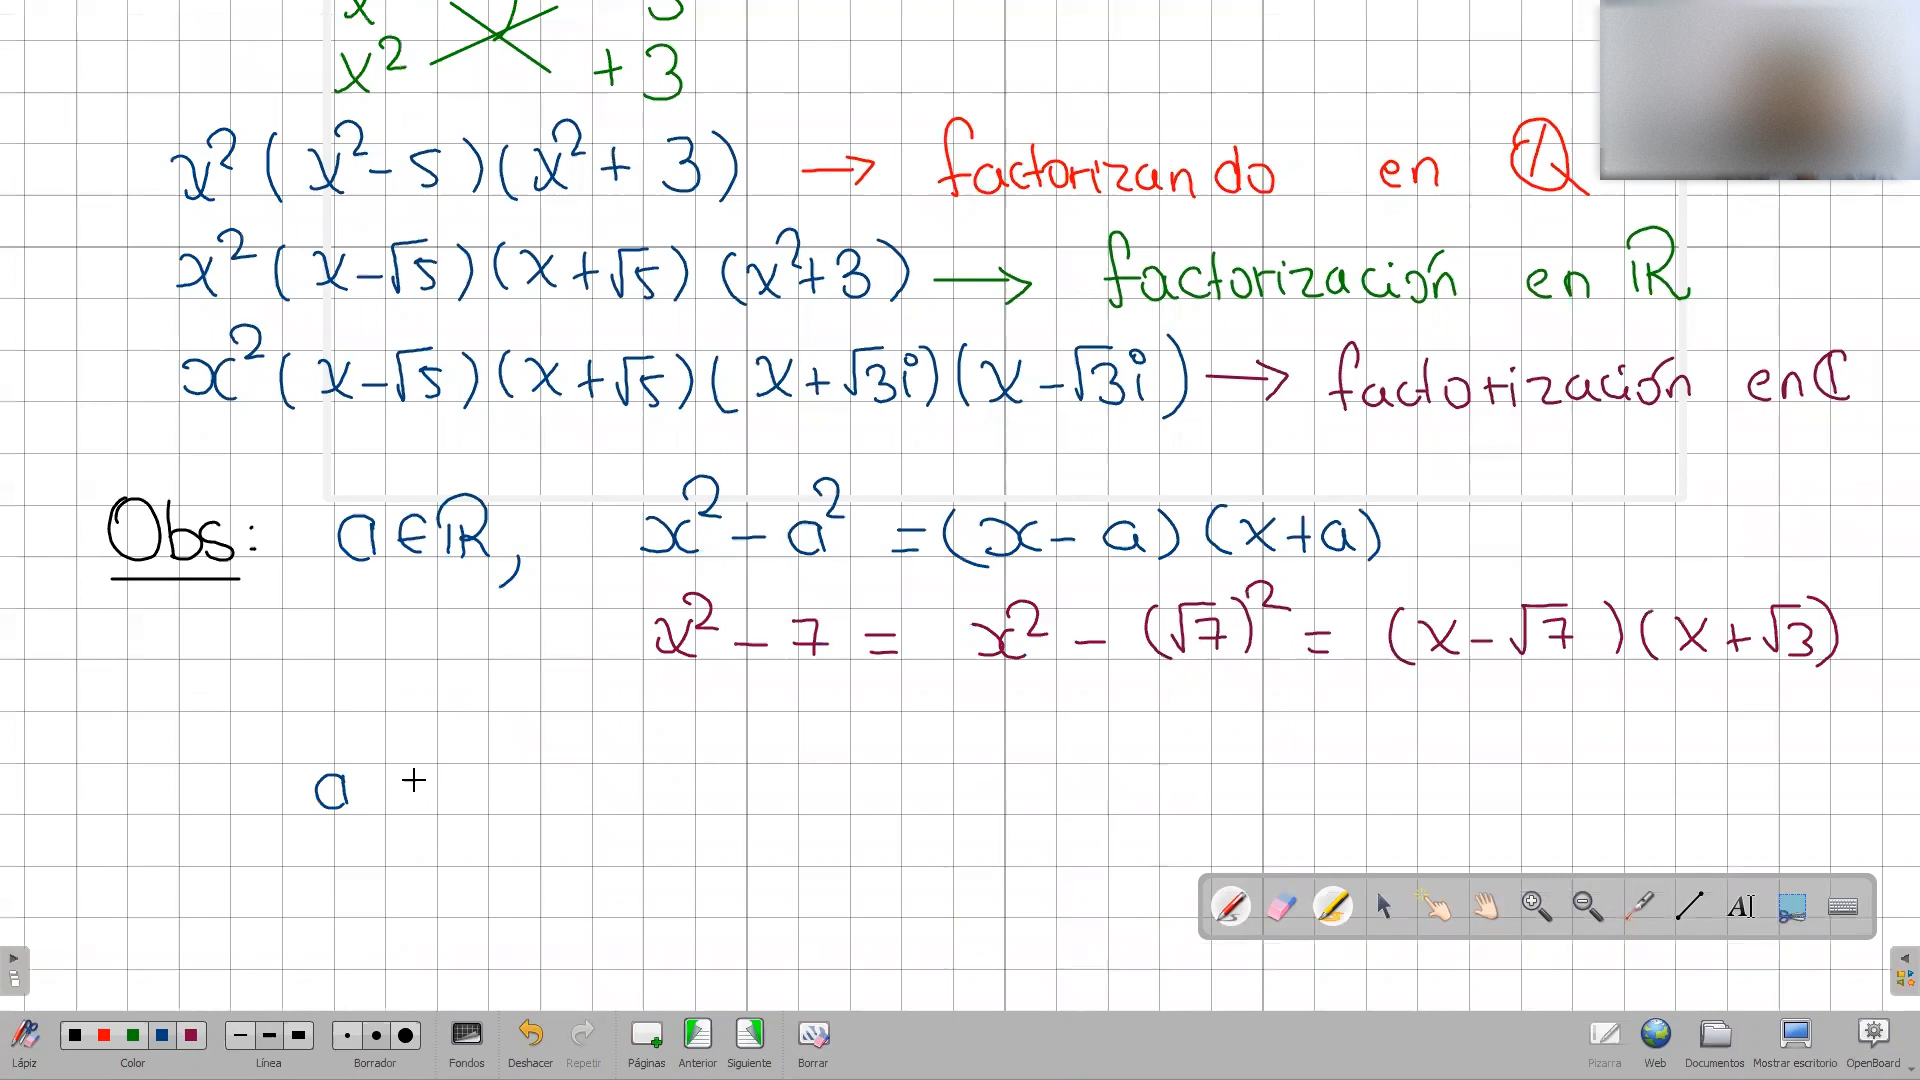 x 3
x² + 3
x² (x² - 5)(x² + 3) → factorizando en ℚ
x² (x - √5)(x + √5)(x² + 3) → factorización en ℝ
x² (x - √5)(x + √5)(x + √3i)(x - √3i) → factorización en ℂ
Obs: a ∈ ℝ, x² - a² = (x - a)(x + a)
x² - 7 = x² - (√7)² = (x - √7)(x + √3)
a
Lápiz Color Línea Borrador Fondos Deshacer Repetir Páginas Anterior Siguiente Borrar Pizarra Web Documentos Mostrar escritorio OpenBoard